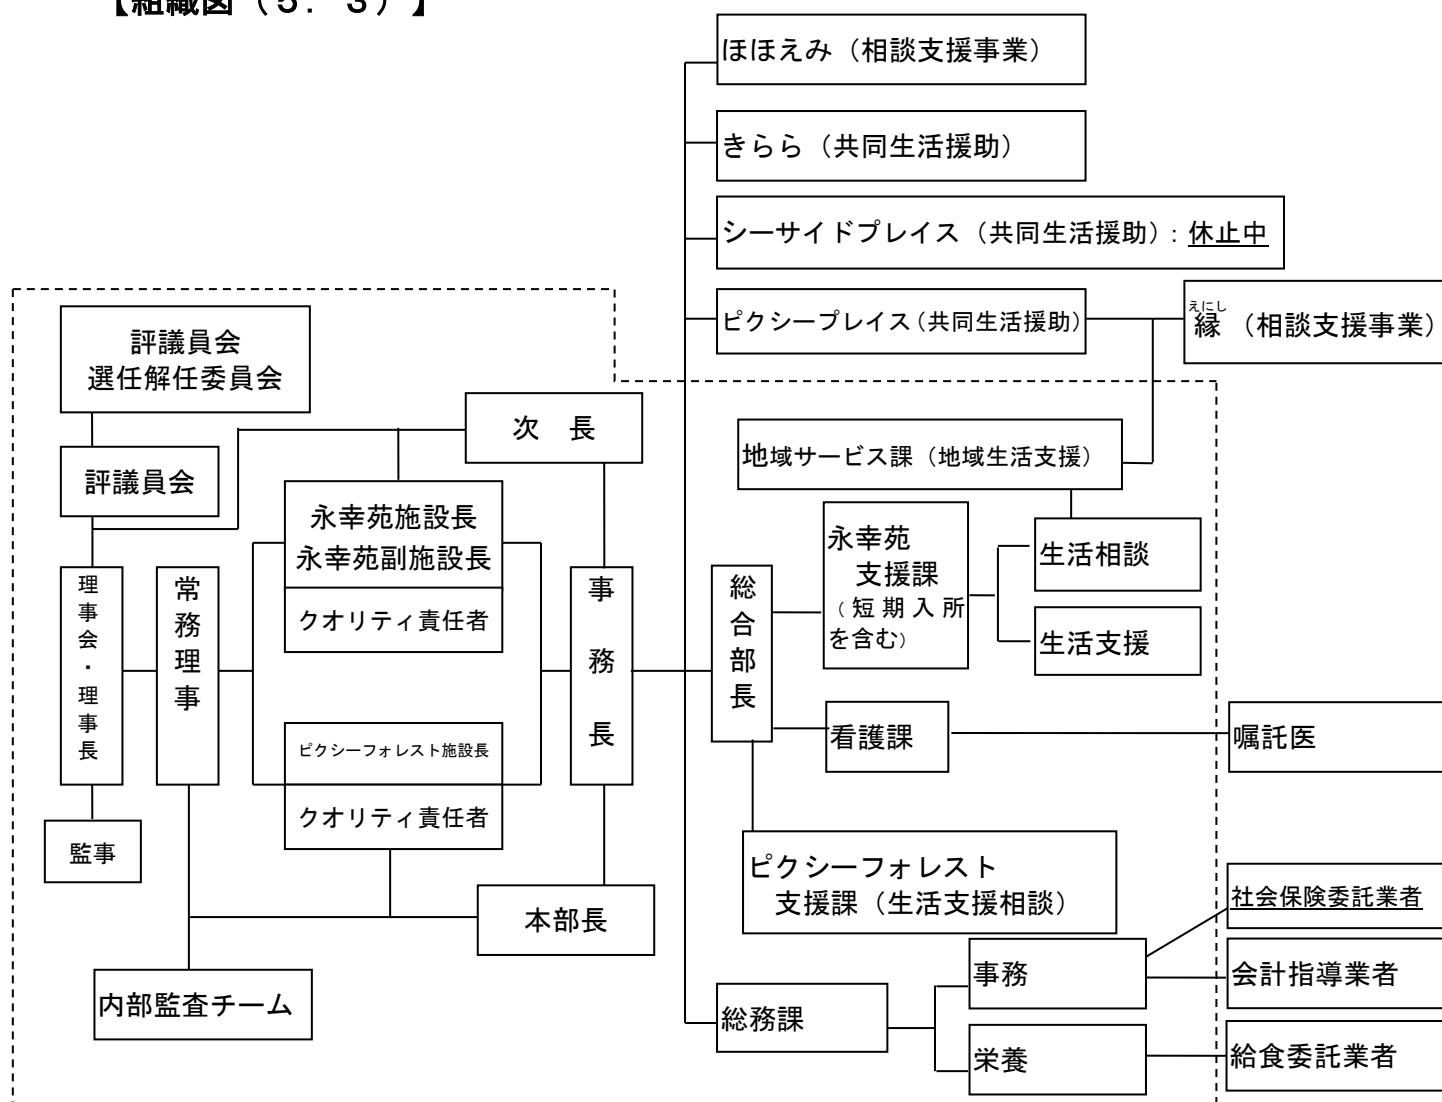 【組織図（５．３）】
ほほえみ（相談支援事業）
きらら（共同生活援助）
シーサイドプレイス（共同生活援助）：休止中
ピクシープレイス（共同生活援助）
えにし
縁（相談支援事業）
評議員会
選任解任委員会
次　長
評議員会
地域サービス課（地域生活支援）
永幸苑施設長
永幸苑副施設長
クオリティ責任者
永幸苑
支援課
（短期入所
を含む）
生活相談
生活支援
理事会・理事長
常務理事
事務長
総合部長
ピクシーフォレスト施設長
クオリティ責任者
看護課
嘱託医
監事
ピクシーフォレスト
支援課（生活支援相談）
本部長
社会保険委託業者
内部監査チーム
総務課
事務
会計指導業者
栄養
給食委託業者